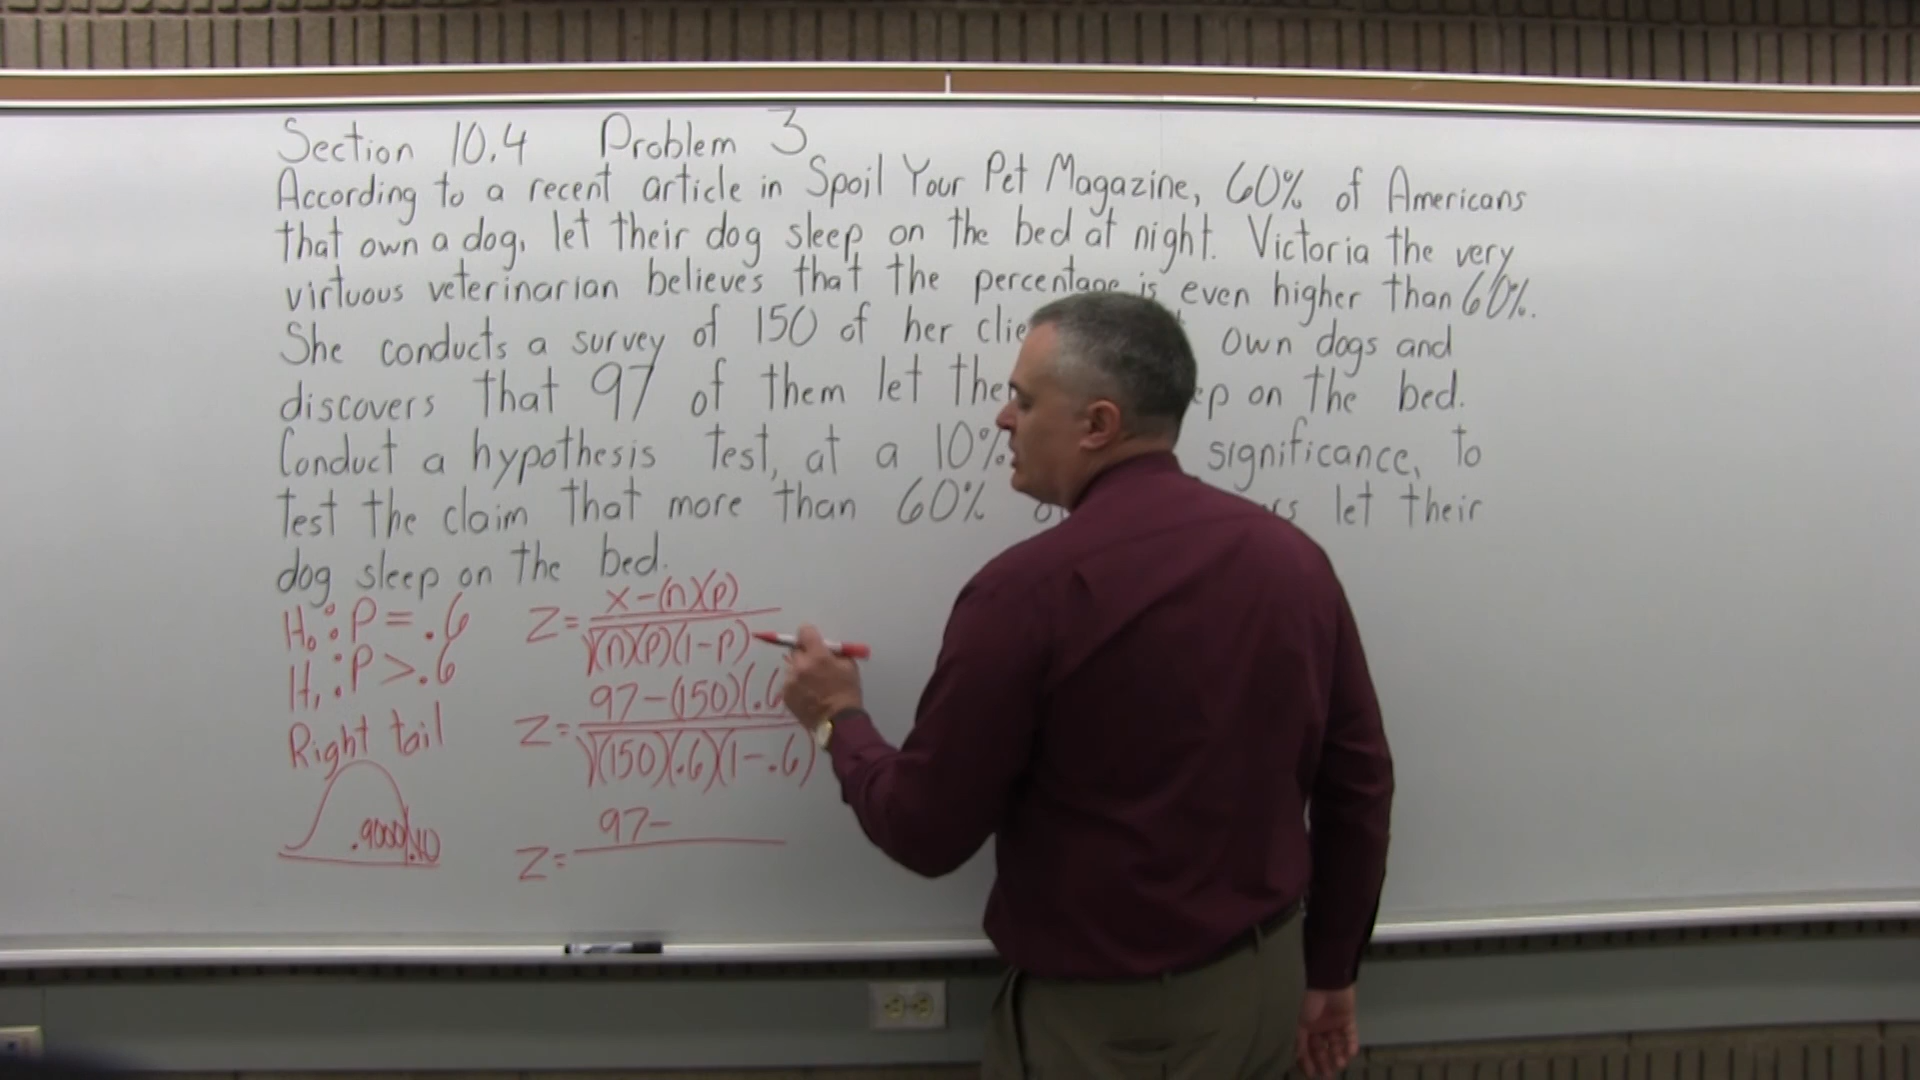 Section 10.4 Problem 3
According to a recent article in Spoil Your Pet Magazine, 60% of Americans
that own a dog, let their dog sleep on the bed at night. Victoria the very
virtuous veterinarian believes that the percentage is even higher than 60%.
She conducts a survey of 150 of her own dogs and
discovers that 97 of them let on the bed.
Conduct a hypothesis test, at a 10% significance, to
test the claim that more than 60% let their
dog sleep on the bed.
H₀: P = .6
H₁: P > .6
Right tail
.9000 .10
Z = x-(n)(p)
√(n)(p)(1-p)
Z = 97-(150)(.6
√(150)(.6)(1-.6)
Z = 97-